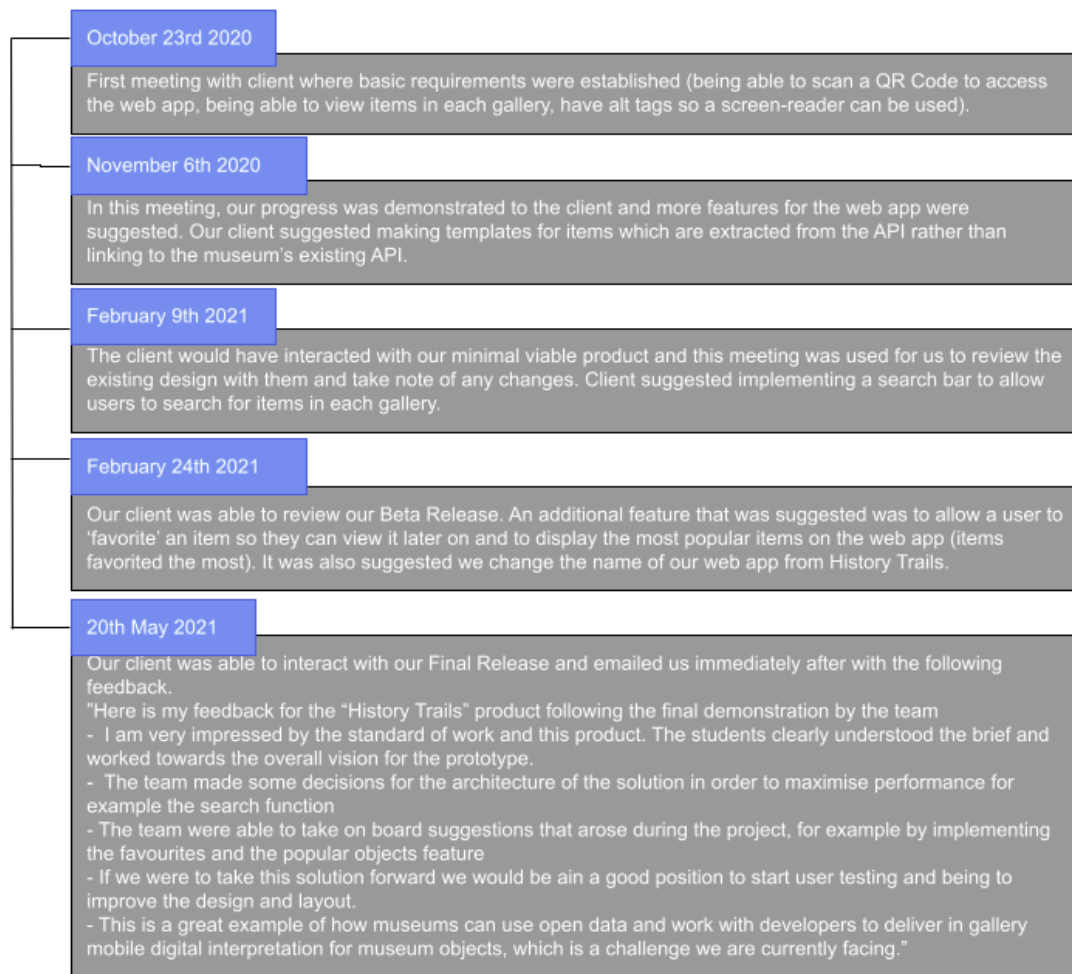 October 23rd 2020
First meeting with client where basic requirements were established (being able to scan a QR Code to access
the web app, being able to view items in each gallery, have alt tags so a screen-reader can be used).
November 6th 2020
In this meeting, our progress was demonstrated to the client and more features for the web app were
suggested. Our client suggested making templates for items which are extracted from the API rather than
linking to the museum's existing API.
February 9th 2021
The client would have interacted with our minimal viable product and this meeting was used for us to review the
existing design with them and take note of any changes. Client suggested implementing a search bar to allow
users to search for items in each gallery.
February 24th 2021
Our client was able to review our Beta Release. An additional feature that was suggested was to allow a user to
‘favorite’ an item so they can view it later on and to display the most popular items on the web app (items
favorited the most). It was also suggested we change the name of our web app from History Trails.
20th May 2021
Our client was able to interact with our Final Release and emailed us immediately after with the following
feedback.
"Here is my feedback for the “History Trails” product following the final demonstration by the team
- I am very impressed by the standard of work and this product. The students clearly understood the brief and
worked towards the overall vision for the prototype.
- The team made some decisions for the architecture of the solution in order to maximise performance for
example the search function
- The team were able to take on board suggestions that arose during the project, for example by implementing
the favourites and the popular objects feature
- If we were to take this solution forward we would be ain a good position to start user testing and being to
improve the design and layout.
- This is a great example of how museums can use open data and work with developers to deliver in gallery
mobile digital interpretation for museum objects, which is a challenge we are currently facing."